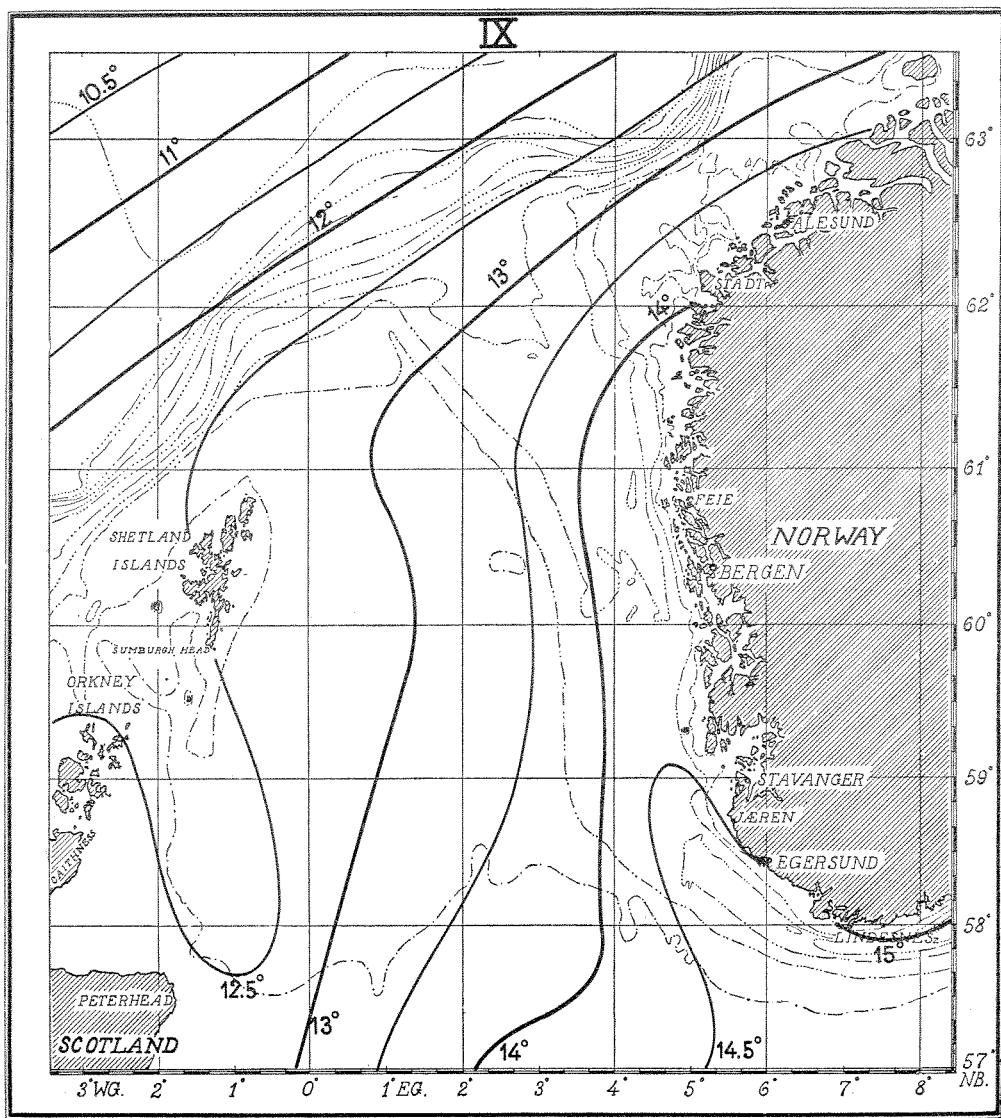 IX
10.5°
11°
12°
13°
14°
63°
ÅLESUND
STADT
62°
61°
FEIE
SHETLAND
ISLANDS
NORWAY
BERGEN
60°
SUMBURGH HEAD
ORKNEY
ISLANDS
59°
STAVANGER
JÆREN
CAITHNESS
EGERSUND
58°
LINDESNES
15°
12.5°
PETERHEAD
13°
SCOTLAND
14°
14.5°
57°
NB.
3° WG. 2° 1° 0° 1° EG. 2° 3° 4° 5° 6° 7° 8°